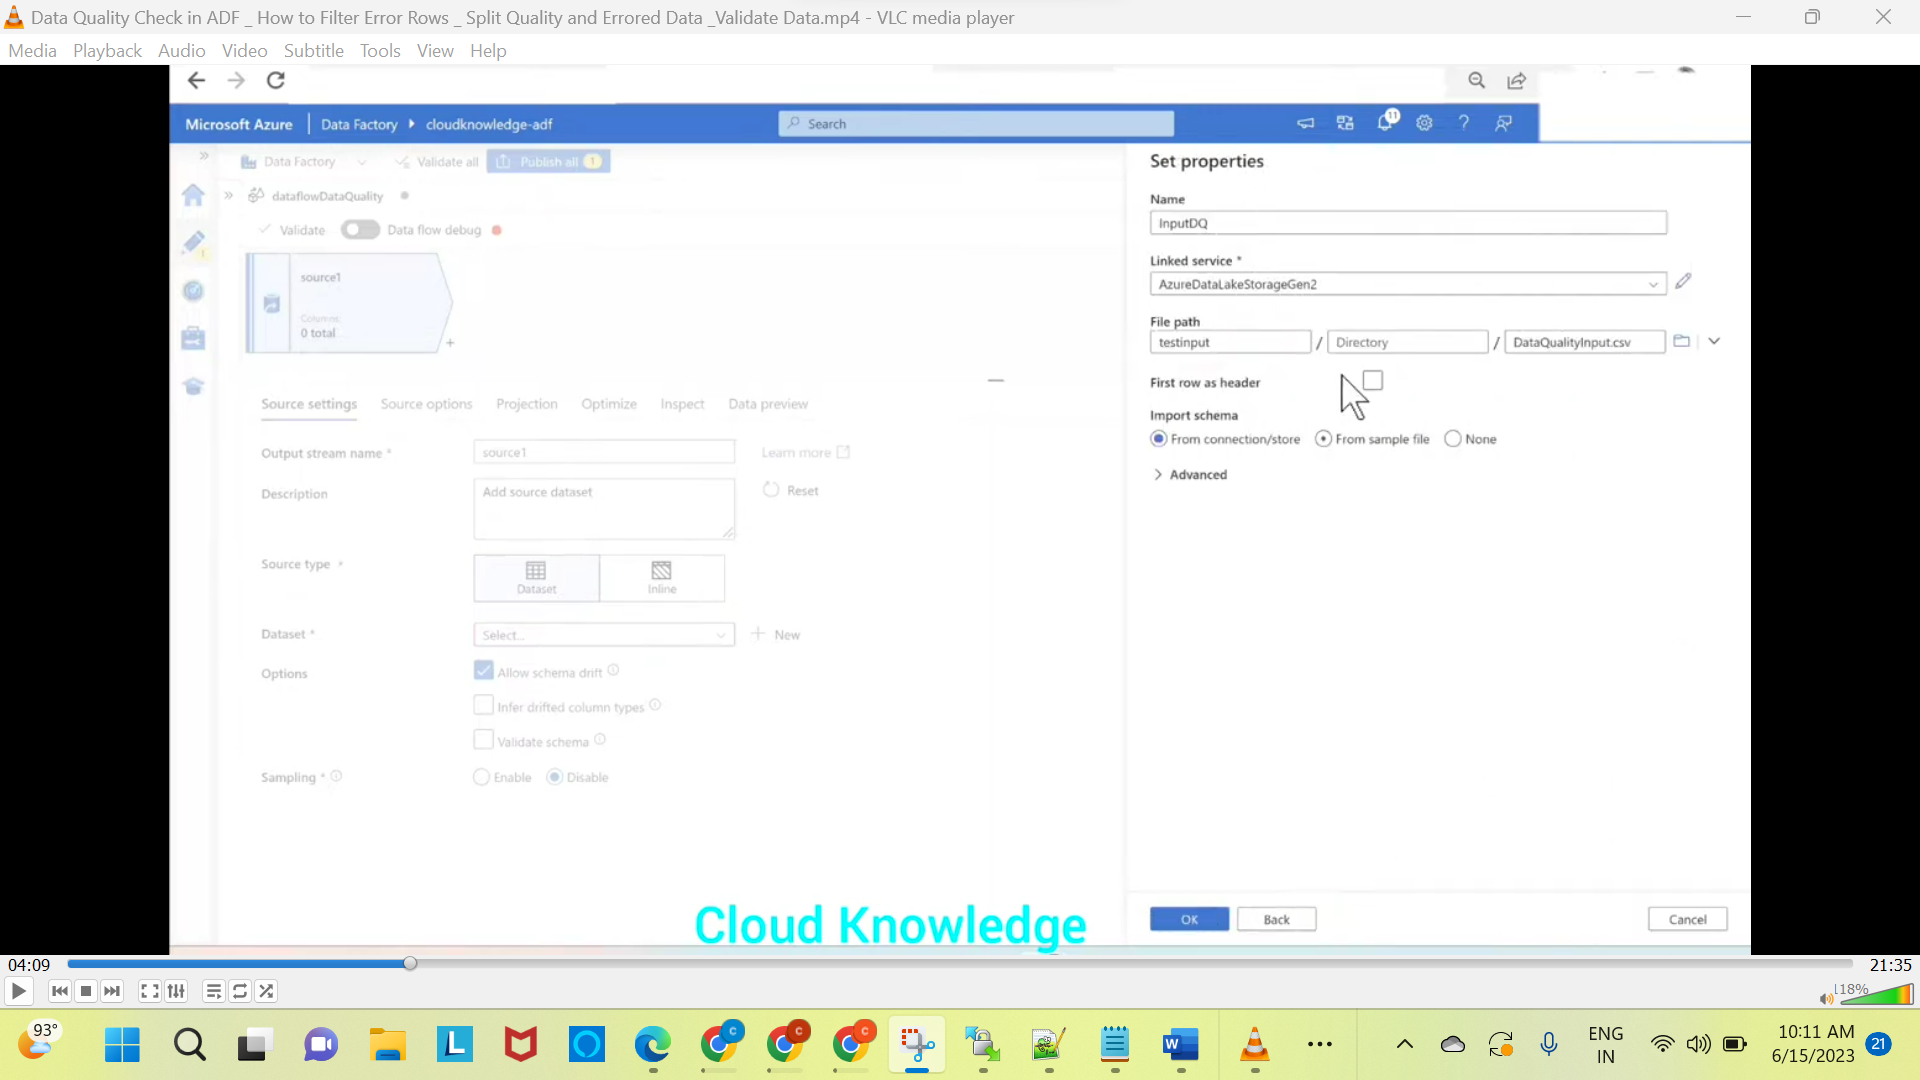 Data Quality Check in ADF _ How to Filter Error Rows _ Split Quality and Errored Data _Validate Data.mp4 - VLC media player
Media Playback Audio Video Subtitle Tools View Help
Microsoft Azure | Data Factory cloudknowledge-adf
Search
11
Data Factory
Validate all
Publish all 1
dataflowDataQuality
Validate
Data flow debug
source1
Columns:
0 total
+
Source settings Source options Projection Optimize Inspect Data preview
Output stream name *
source1
Learn more
Description
Add source dataset
Reset
Source type *
Dataset
Inline
Dataset *
Select...
+ New
Options
Allow schema drift
Infer drifted column types
Validate schema
Sampling *
Enable Disable
Set properties
Name
InputDQ
Linked service *
AzureDataLakeStorageGen2
File path
testinput / Directory / DataQualityInput.csv
First row as header
Import schema
From connection/store From sample file None
Advanced
OK Back Cancel
Cloud Knowledge
04:09
21:35
118%
93°
L
W
C
C
C
ENG
IN
10:11 AM
6/15/2023
21